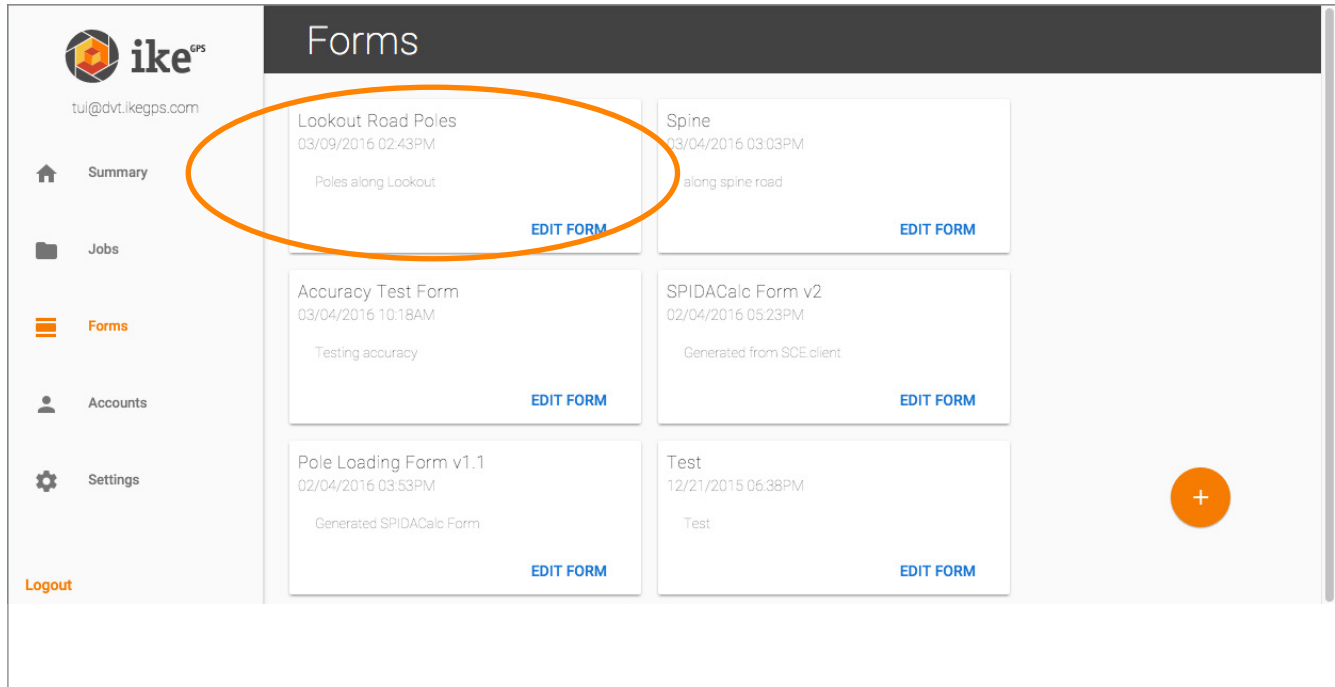 ike GPS
tui@dvt.ikegps.com
Summary
Jobs
Forms
Accounts
Settings
Logout
Forms
Lookout Road Poles
03/09/2016 02:43PM
Poles along Lookout
EDIT FORM
Spine
03/04/2016 03:03PM
along spine road
EDIT FORM
Accuracy Test Form
03/04/2016 10:18AM
Testing accuracy
EDIT FORM
SPIDACalc Form v2
02/04/2016 05:23PM
Generated from SCE.client
EDIT FORM
Pole Loading Form v1.1
02/04/2016 03:53PM
Generated SPIDACalc Form
EDIT FORM
Test
12/21/2015 06:38PM
Test
EDIT FORM
+